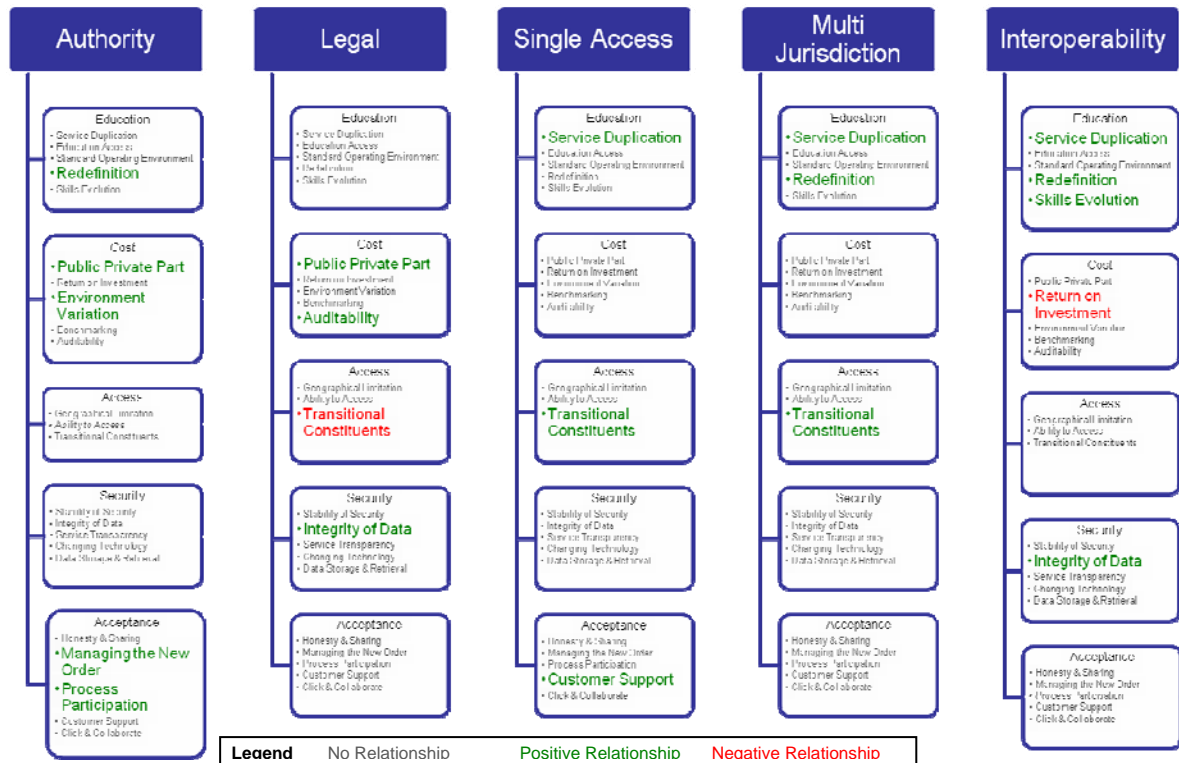 Authority
Education
Service Duplication
Education Access
Standard Operating Environment
Redefinition
Skills Evolution
Cost
Public Private Part
Return on Investment
Environment
Variation
Benchmarking
Auditability
Access
Geographical Limitation
Ability to Access
Transitional Constituents
Security
Stability of Security
Integrity of Data
Service Transparency
Changing Technology
Data Storage & Retrieval
Acceptance
Honesty & Sharing
Managing the New
Order
Process
Participation
Customer Support
Click & Collaborate
Legal
Education
Service Duplication
Education Access
Standard Operating Environment
Redefinition
Skills Evolution
Cost
Public Private Part
Return on Investment
Environment Variation
Benchmarking
Auditability
Access
Geographical Limitation
Ability to Access
Transitional
Constituents
Security
Stability of Security
Integrity of Data
Service Transparency
Changing Technology
Data Storage & Retrieval
Acceptance
Honesty & Sharing
Managing the New Order
Process Participation
Customer Support
Click & Collaborate
Single Access
Education
Service Duplication
Education Access
Standard Operating Environment
Redefinition
Skills Evolution
Cost
Public Private Part
Return on Investment
Environment Variation
Benchmarking
Auditability
Access
Geographical Limitation
Ability to Access
Transitional
Constituents
Security
Stability of Security
Integrity of Data
Service Transparency
Changing Technology
Data Storage & Retrieval
Acceptance
Honesty & Sharing
Managing the New Order
Process Participation
Customer Support
Click & Collaborate
Multi
Jurisdiction
Education
Service Duplication
Education Access
Standard Operating Environment
Redefinition
Skills Evolution
Cost
Public Private Part
Return on Investment
Environment Variation
Benchmarking
Auditability
Access
Geographical Limitation
Ability to Access
Transitional
Constituents
Security
Stability of Security
Integrity of Data
Service Transparency
Changing Technology
Data Storage & Retrieval
Acceptance
Honesty & Sharing
Managing the New Order
Process Participation
Customer Support
Click & Collaborate
Interoperability
Education
Service Duplication
Education Access
Standard Operating Environment
Redefinition
Skills Evolution
Cost
Public Private Part
Return on
Investment
Environment Variation
Benchmarking
Auditability
Access
Geographical Limitation
Ability to Access
Transitional Constituents
Security
Stability of Security
Integrity of Data
Service Transparency
Changing Technology
Data Storage & Retrieval
Acceptance
Honesty & Sharing
Managing the New Order
Process Participation
Customer Support
Click & Collaborate
Legend No Relationship Positive Relationship Negative Relationship